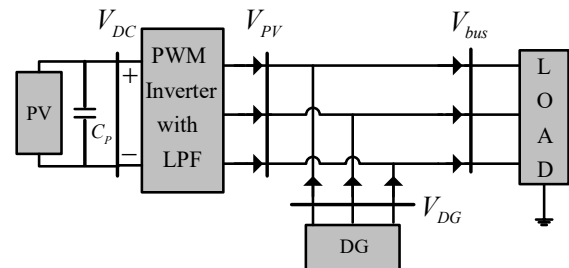 V_DC
V_PV
V_bus
PV
+
C_P
−
PWM
Inverter
with
LPF
L
O
A
D
V_DG
DG